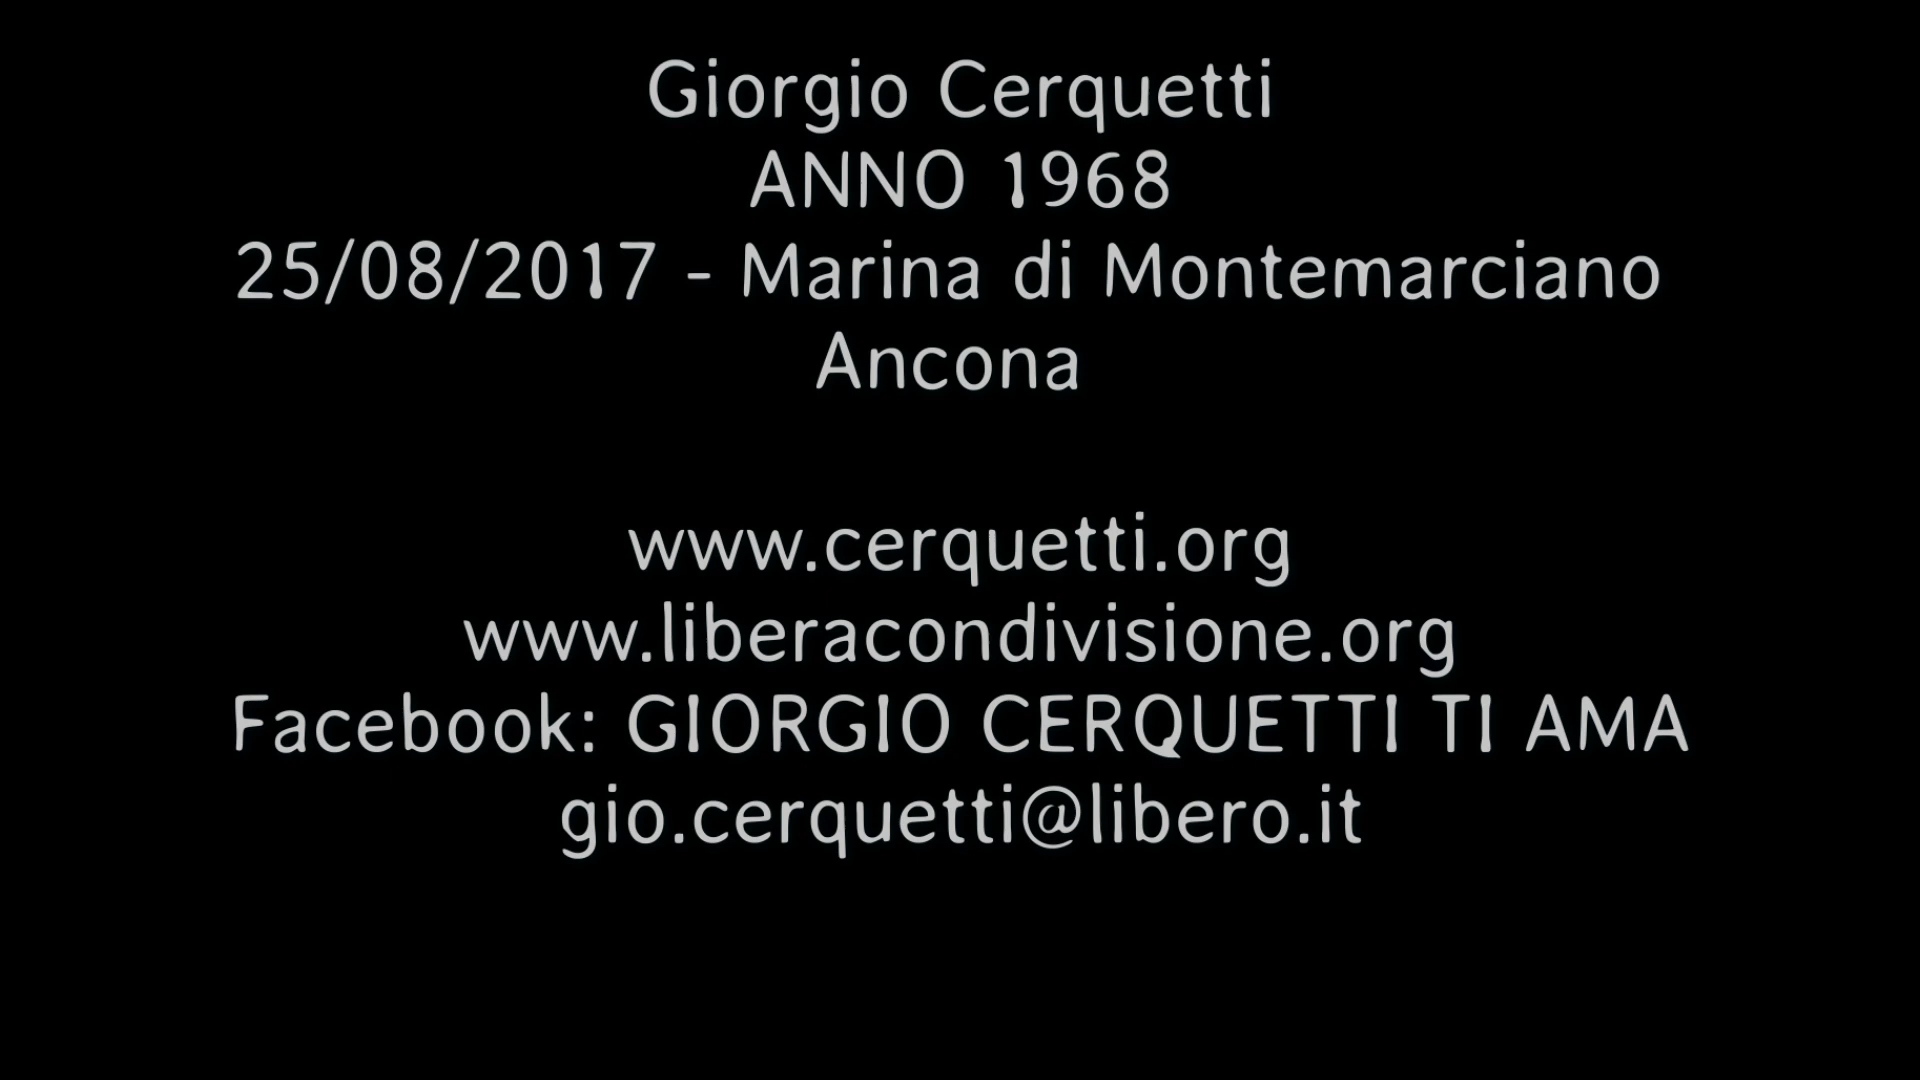 Giorgio Cerquetti
ANNO 1968
25/08/2017 - Marina di Montemarciano
Ancona
www.cerquetti.org
www.liberacondivisione.org
Facebook: GIORGIO CERQUETTI TI AMA
gio.cerquetti@libero.it